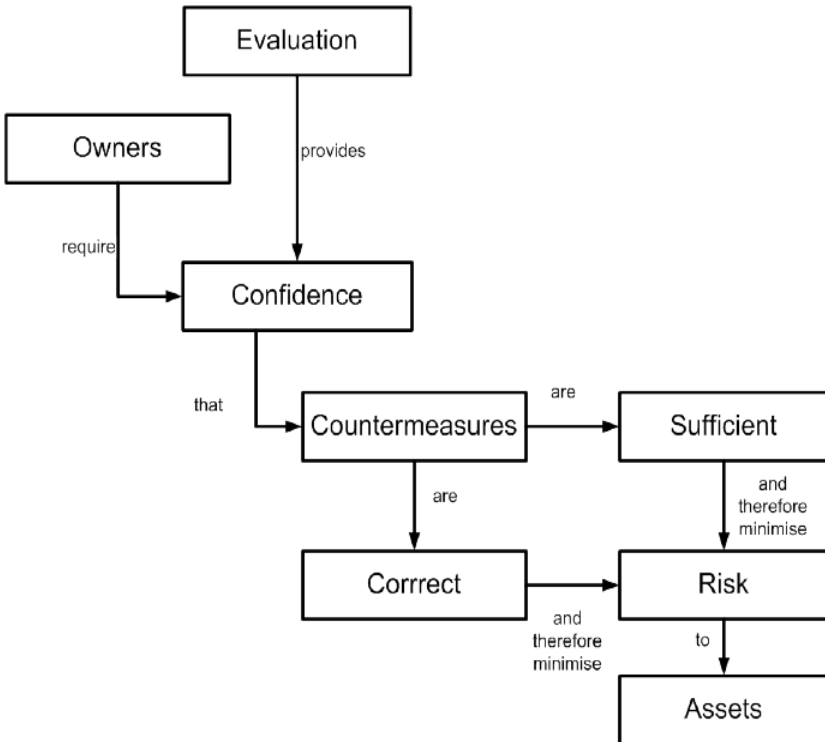 Evaluation
Owners
provides
require
Confidence
that
Countermeasures
are
Sufficient
are
and
therefore
minimise
Corrrect
Risk
and
therefore
minimise
to
Assets